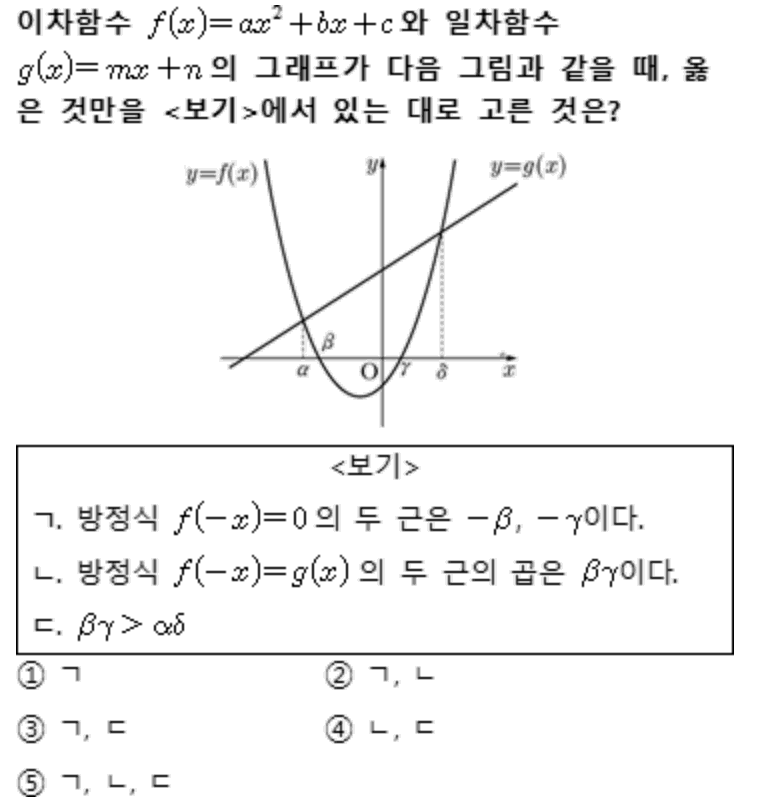 이차함수 f(x)=ax²+bx+c와 일차함수
g(x)=mx+n의 그래프가 다음 그림과 같을 때, 옳
은 것만을 <보기>에서 있는 대로 고른 것은?
y=f(x) y y=g(x)
β
α O γ δ x
<보기>
ㄱ. 방정식 f(-x)=0의 두 근은 -β, -γ이다.
ㄴ. 방정식 f(-x)=g(x)의 두 근의 곱은 βγ이다.
ㄷ. βγ> αδ
① ㄱ ② ㄱ, ㄴ
③ ㄱ, ㄷ ④ ㄴ, ㄷ
⑤ ㄱ, ㄴ, ㄷ